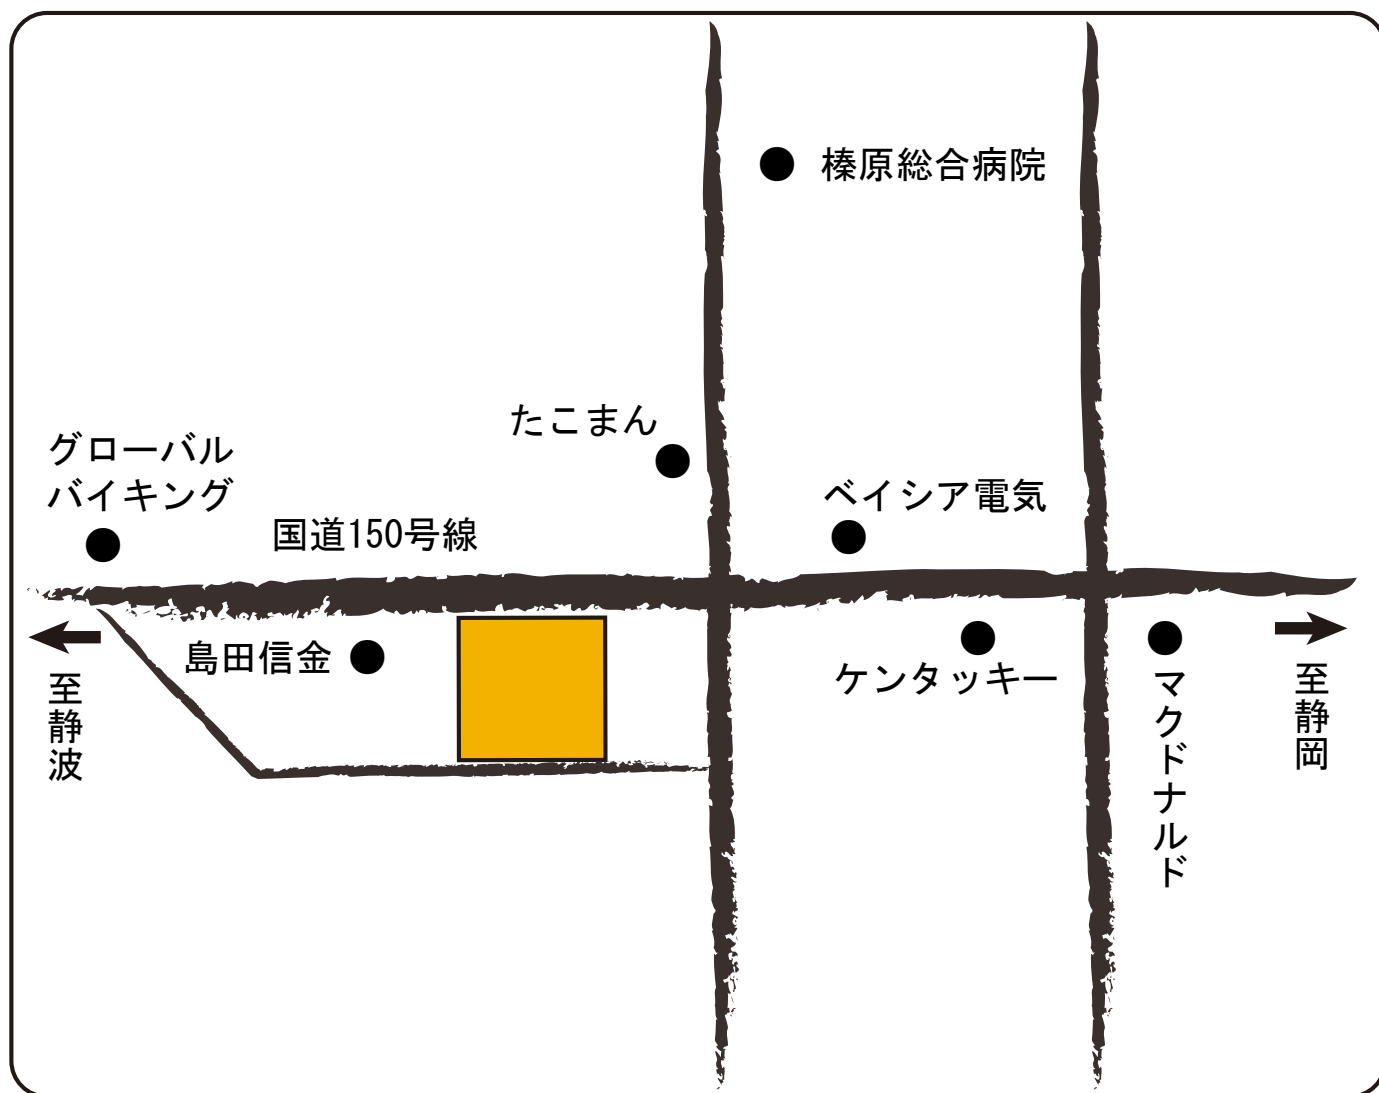 榛原総合病院
たこまん
グローバル
バイキング
ベイシア電気
国道150号線
島田信金
ケンタッキー
マクドナルド
至静波
至静岡